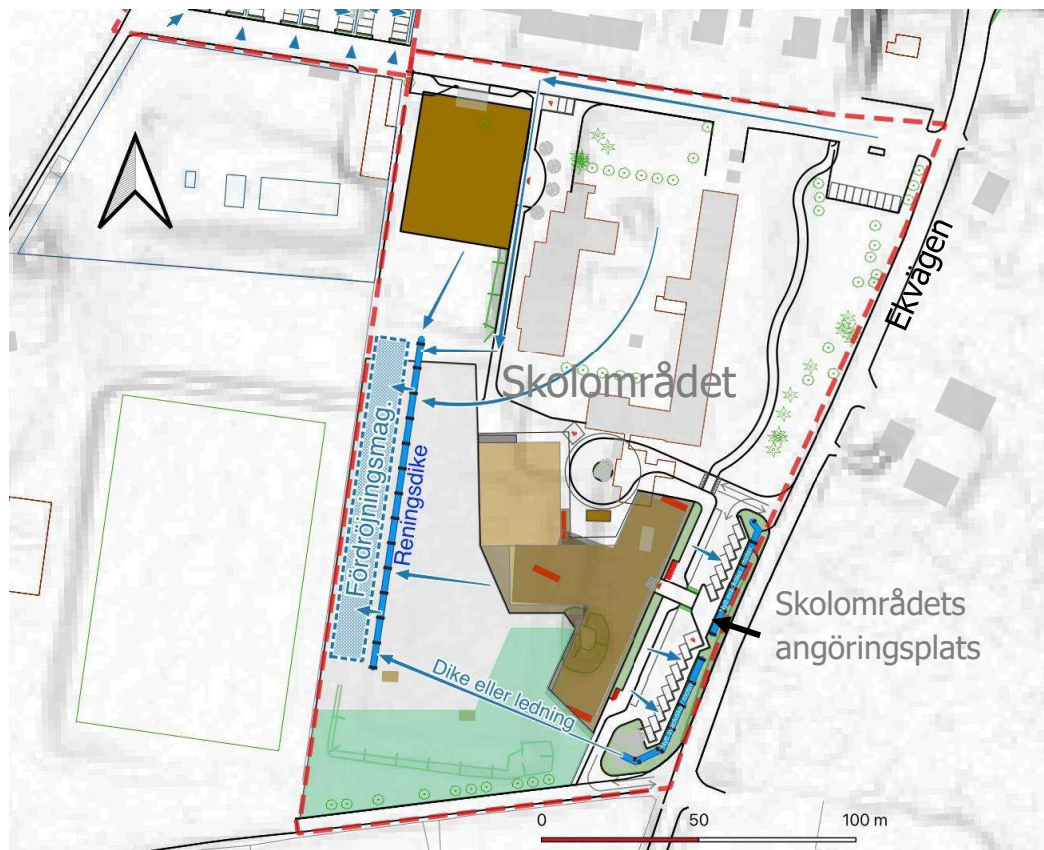 Ekvägen
Skolområdet
Fördröjningsmag.
Reningsdike
Skolområdets
angöringsplats
Dike eller ledning
0 50 100 m